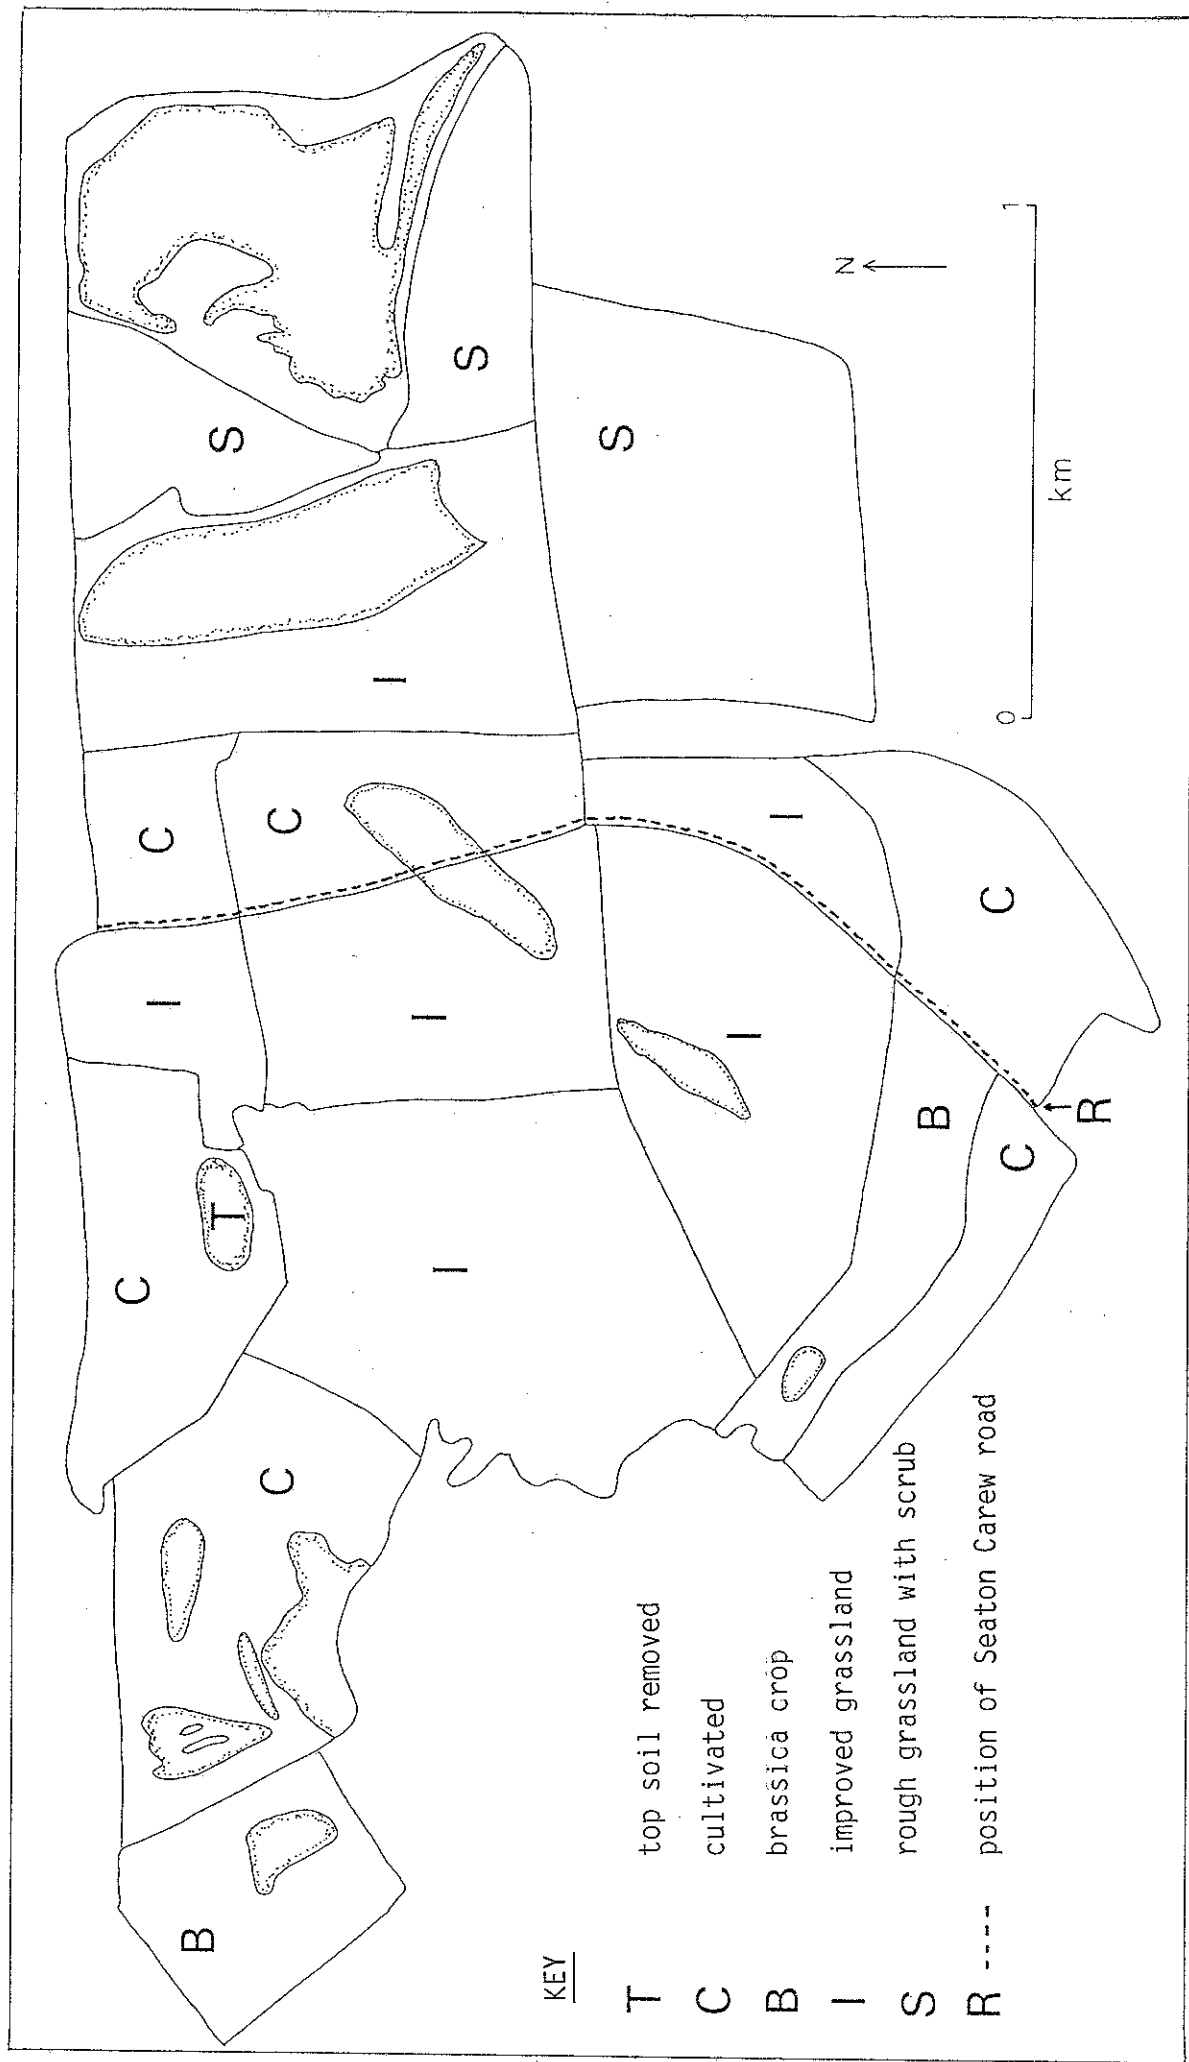 S
S
S
I
C
C
I
I
I
C
I
B
C
C
T
I
C
C
B
R
N
0
1
km
KEY
T top soil removed
C cultivated
B brassica crop
I improved grassland
S rough grassland with scrub
R ---- position of Seaton Carew road